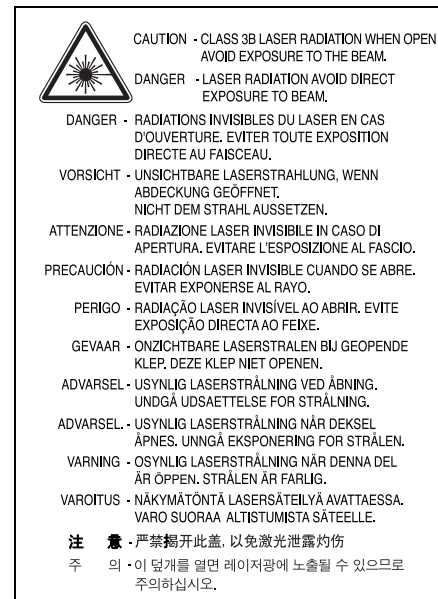 CAUTION - CLASS 3B LASER RADIATION WHEN OPEN
AVOID EXPOSURE TO THE BEAM.
DANGER - LASER RADIATION AVOID DIRECT
EXPOSURE TO BEAM.
DANGER - RADIATIONS INVISIBLES DU LASER EN CAS
D'OUVERTURE. EVITER TOUTE EXPOSITION
DIRECTE AU FAISCEAU.
VORSICHT - UNSICHTBARE LASERSTRAHLUNG, WENN
ABDECKUNG GEÖFFNET.
NICHT DEM STRAHL AUSSETZEN.
ATTENZIONE - RADIAZIONE LASER INVISIBILE IN CASO DI
APERTURA. EVITARE L'ESPOSIZIONE AL FASCIO.
PRECAUCIÓN - RADIACIÓN LASER INVISIBLE CUANDO SE ABRE.
EVITAR EXPONERSE AL RAYO.
PERIGO - RADIAÇÃO LASER INVISÍVEL AO ABRIR. EVITE
EXPOSIÇÃO DIRECTA AO FEIXE.
GEVAAR - ONZICHTBARE LASERSTRALEN BIJ GEOPENDE
KLEP. DEZE KLEP NIET OPENEN.
ADVARSEL - USYNLIG LASERSTRÅLNING VED ÅBNING.
UNDGÅ UDSAETTELSE FOR STRÅLNING.
ADVARSEL. - USYNLIG LASERSTRÅLNING NÅR DEKSEL
ÅPNES. UNNGÅ EKSPONERING FOR STRÅLEN.
VARNING - OSYNLIG LASERSTRÅLNING NÄR DENNA DEL
ÄR ÖPPEN. STRÅLEN ÄR FARLIG.
VAROITUS - NÄKYMÄTÖNTÄ LASERSÄTEILYÄ AVATTAESSA.
VARO SUORAA ALTISTUMISTA SÄTEELLE.
注 意 - 严禁揭开此盖, 以免激光泄露灼伤
주 의 - 이 덮개를 열면 레이저광에 노출될 수 있으므로
주의하십시오.